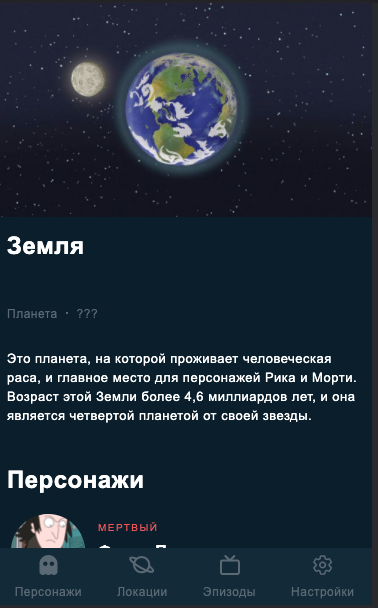 Земля
Планета · ???
Это планета, на которой проживает человеческая
раса, и главное место для персонажей Рика и Морти.
Возраст этой Земли более 4,6 миллиардов лет, и она
является четвертой планетой от своей звезды.
Персонажи
МЕРТВЫЙ
Персонажи Локации Эпизоды Настройки